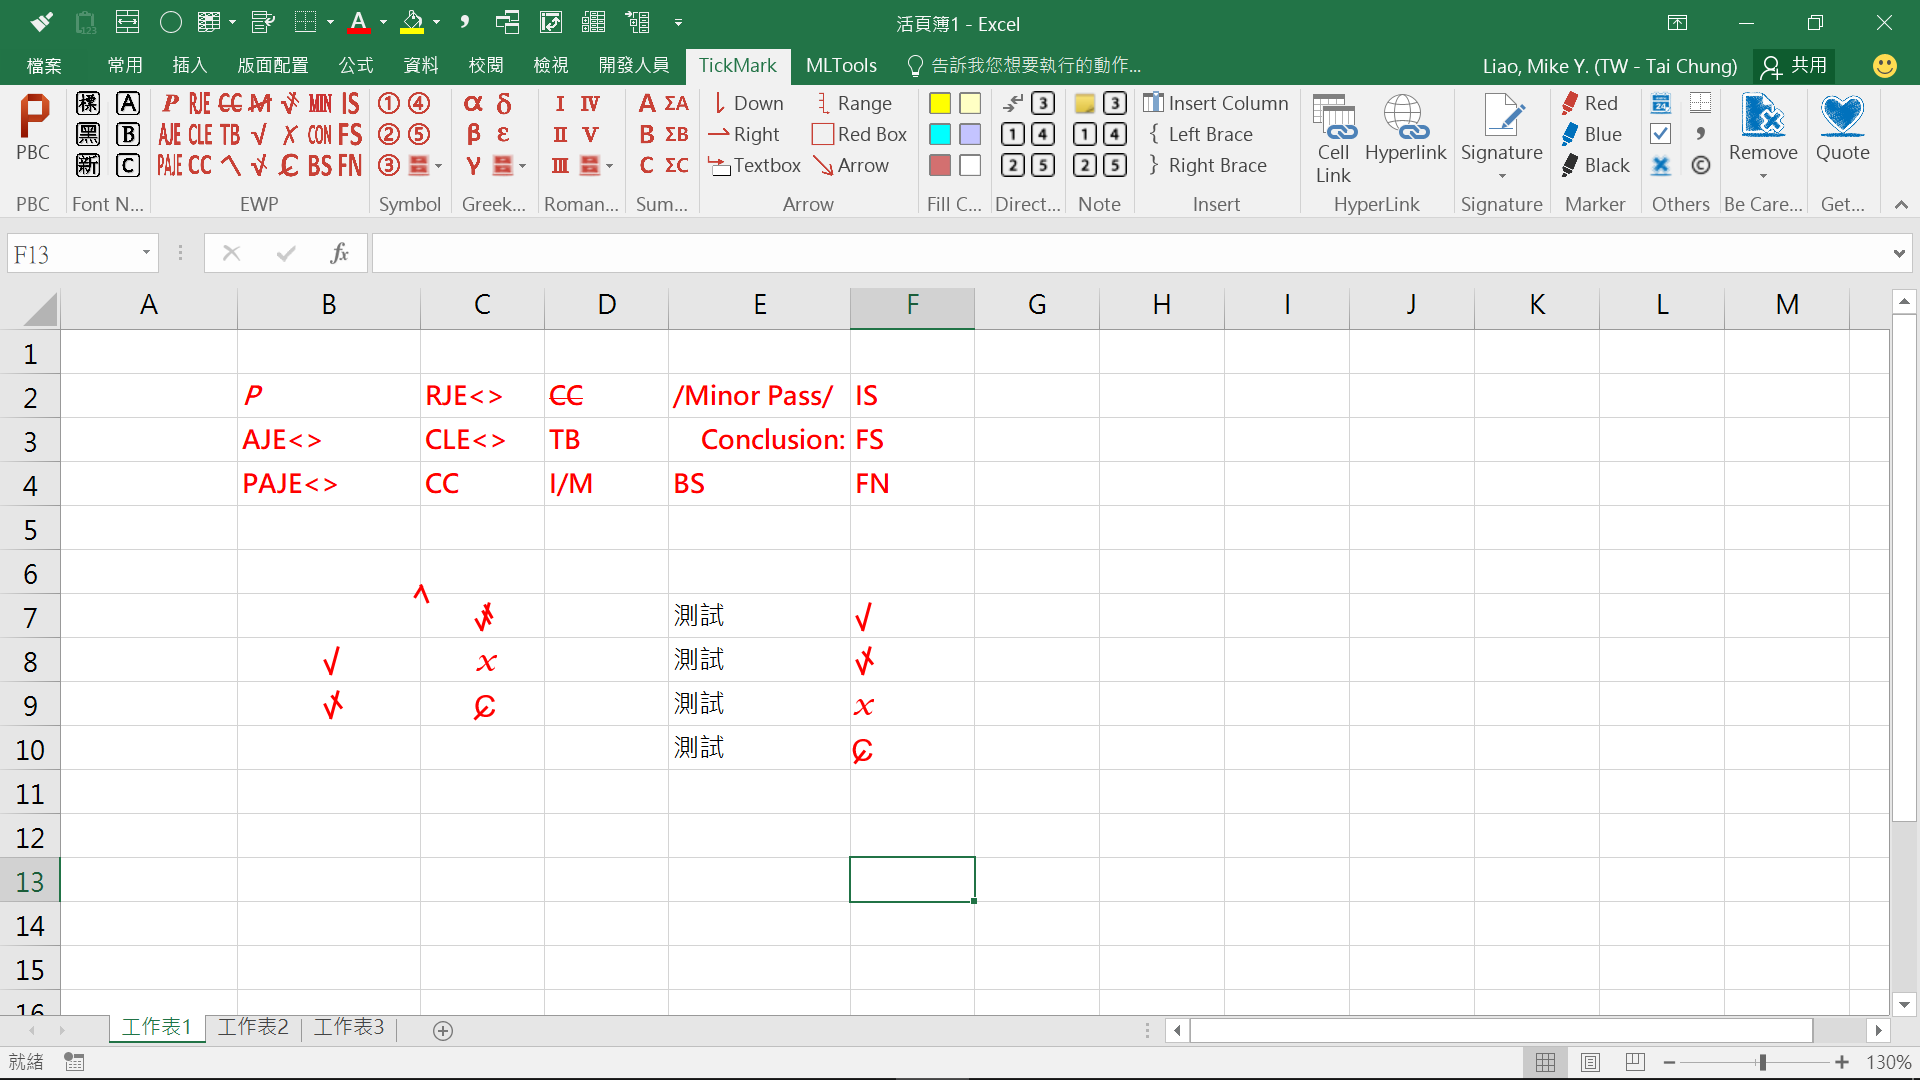 活頁簿1 - Excel
檔案 常用 插入 版面配置 公式 資料 校閱 檢視 開發人員 TickMark MLTools 告訴我您想要執行的動作... Liao, Mike Y. (TW - Tai Chung) 共用
標 A P RJE CC M MIN IS ① ④ α δ I IV A ΣA Down Range 3 3 Insert Column Red
黑 B AJE CLE TB √ X CON FS ② ⑤ β ε II V B ΣB Right Red Box 1 4 1 4 Left Brace Blue
新 C PAJE CC BS FN ③ γ III C ΣC Textbox Arrow 2 5 2 5 Right Brace Black
PBC Cell Link Hyperlink Signature Remove Quote
PBC Font N... EWP Symbol Greek... Roman... Sum... Arrow Fill C... Direct... Note Insert HyperLink Signature Marker Others Be Care... Get...
F13 fx
A B C D E F G H I J K L M
1
2 P RJE<> CC /Minor Pass/ IS
3 AJE<> CLE<> TB Conclusion: FS
4 PAJE<> CC I/M BS FN
5
6
7 測試 √
8 √ x 測試
9 測試 x
10 測試
11
12
13
14
15
16
工作表1 工作表2 工作表3
就緒 130%